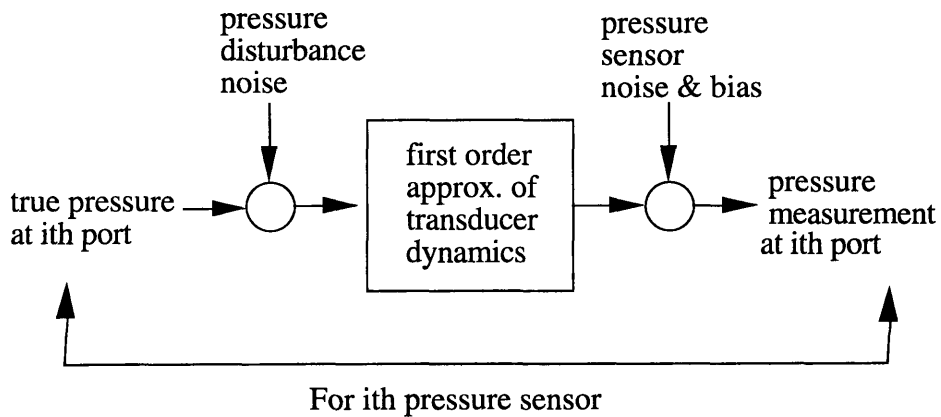 pressure
disturbance
noise
pressure
sensor
noise & bias
true pressure
at ith port
first order
approx. of
transducer
dynamics
pressure
measurement
at ith port
For ith pressure sensor